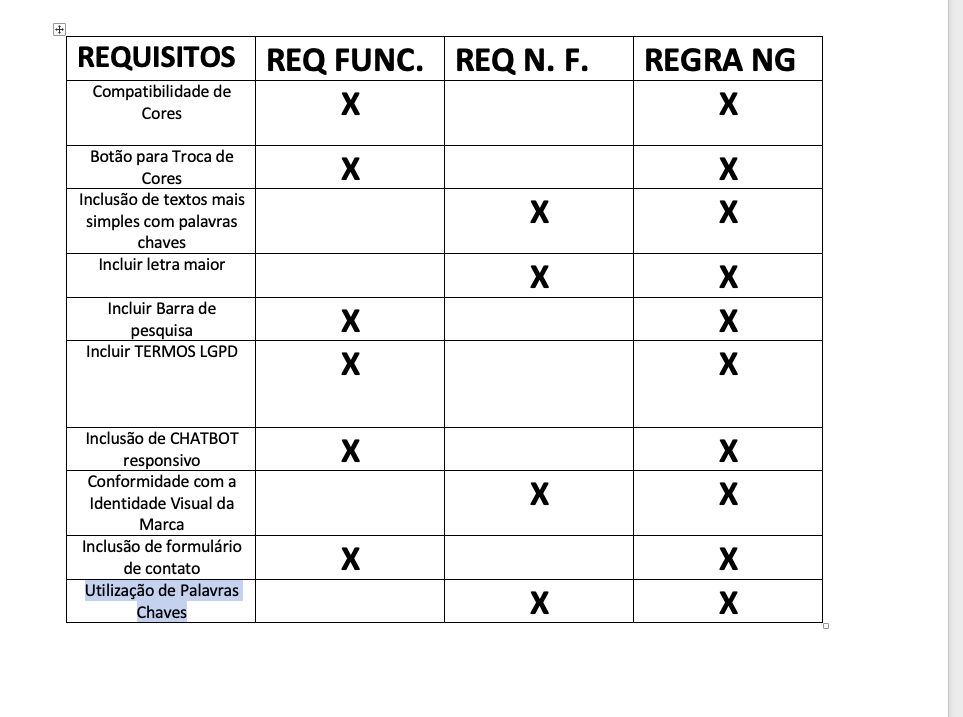 REQUISITOS REQ FUNC. REQ N. F. REGRA NG
Compatibilidade de
Cores
X X
Botão para Troca de
Cores
X X
Inclusão de textos mais
simples com palavras
chaves
X X
Incluir letra maior
X X
Incluir Barra de
pesquisa
X X
Incluir TERMOS LGPD
X X
Inclusão de CHATBOT
responsivo
X X
Conformidade com a
Identidade Visual da
Marca
X X
Inclusão de formulário
de contato
X X
Utilização de Palavras
Chaves
X X